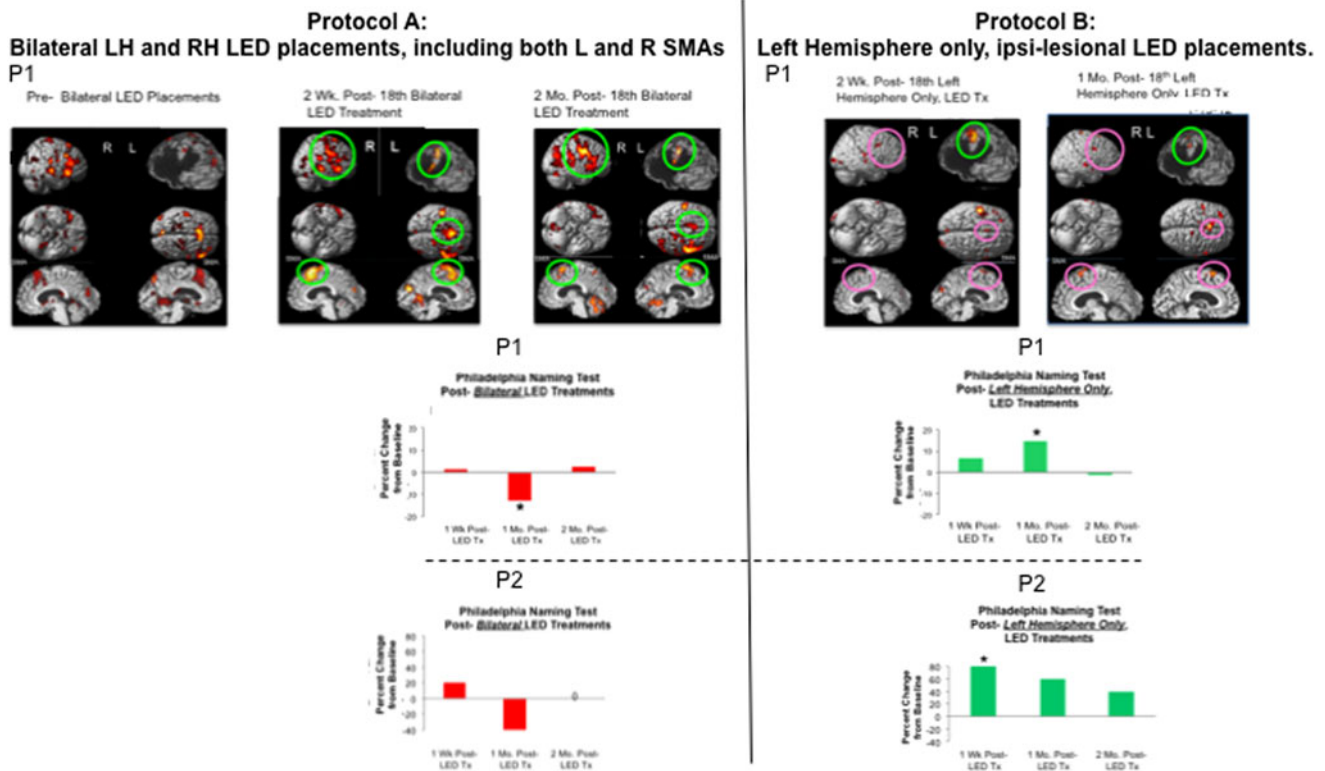 Protocol A:
Bilateral LH and RH LED placements, including both L and R SMAs
P1
Pre- Bilateral LED Placements
2 Wk. Post- 18th Bilateral
LED Treatment
2 Mo. Post- 18th Bilateral
LED Treatment
R L
R L
R L
SMA
SMA
SMA
P1
Philadelphia Naming Test
Post- Bilateral LED Treatments
Percent Change
from Baseline
20
10
0
-10
-20
*
1 Wk Post-
LED Tx
1 Mo. Post-
LED Tx
2 Mo. Post-
LED Tx
P2
Philadelphia Naming Test
Post- Bilateral LED Treatments
Percent Change
from Baseline
80
60
40
20
0
-20
-40
0
1 Wk Post-
LED Tx
1 Mo. Post-
LED Tx
2 Mo. Post-
LED Tx
Protocol B:
Left Hemisphere only, ipsi-lesional LED placements.
P1
2 Wk. Post- 18th Left
Hemisphere Only, LED Tx
1 Mo. Post- 18th Left
Hemisphere Only, LED Tx
R L
R L
SMA
SMA
SMA
SMA
P1
Philadelphia Naming Test
Post- Left Hemisphere Only,
LED Treatments
Percent Change
from Baseline
20
10
0
-10
-20
*
1 Wk Post-
LED Tx
1 Mo. Post-
LED Tx
2 Mo. Post-
LED Tx
P2
Philadelphia Naming Test
Post- Left Hemisphere Only,
LED Treatments
Percent Change
from Baseline
80
60
40
20
0
-20
-40
*
1 Wk Post-
LED Tx
1 Mo. Post-
LED Tx
2 Mo. Post-
LED Tx